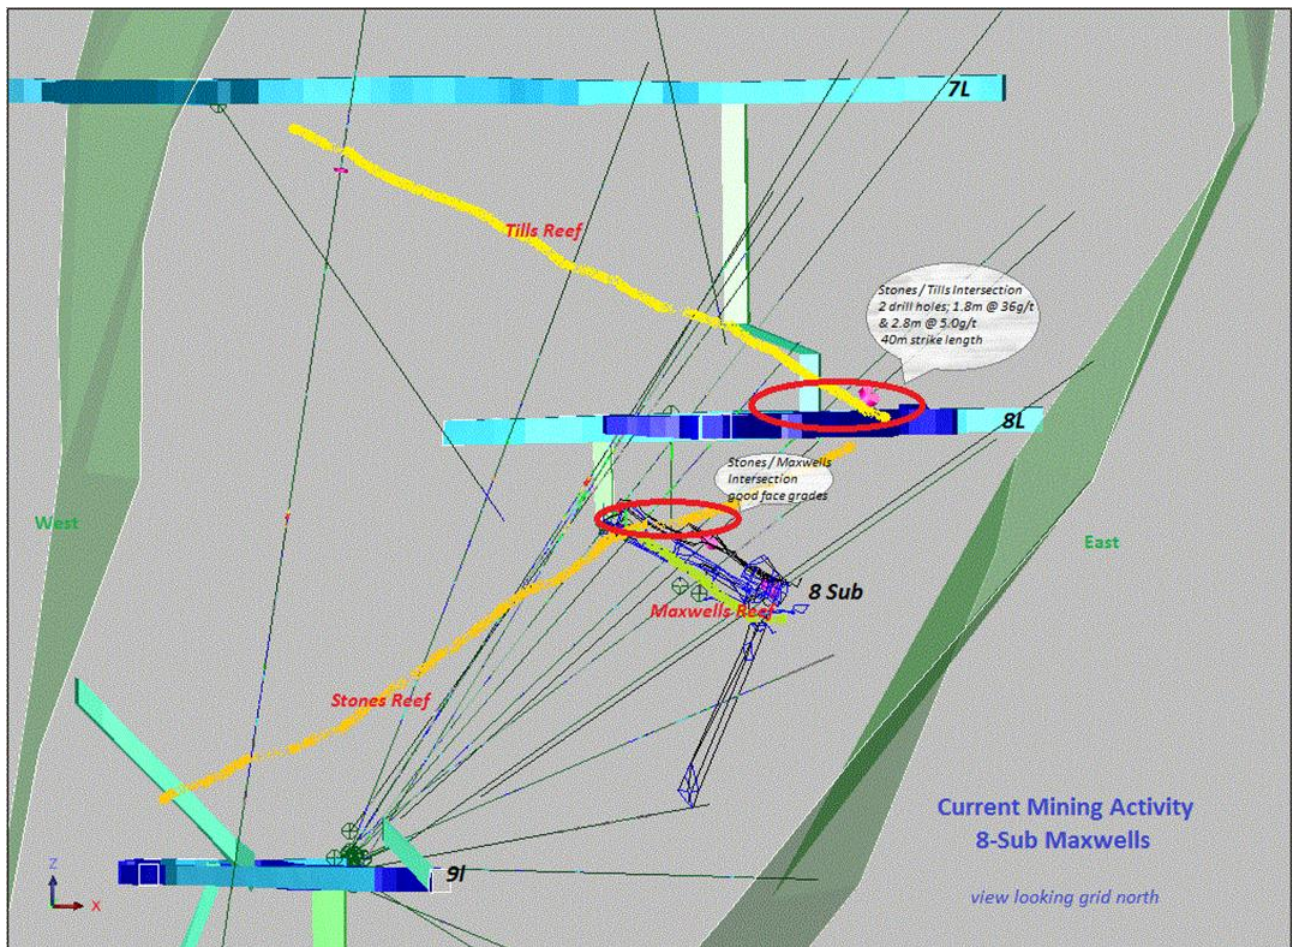 7L
Tills Reef
Stones / Tills Intersection
2 drill holes; 1.8m @ 36g/t
& 2.8m @ 5.0g/t
40m strike length
8L
Stones / Maxwells
Intersection
good face grades
West
East
8 Sub
Maxwells Reef
Stones Reef
Current Mining Activity
8-Sub Maxwells
view looking grid north
9l
Z
X